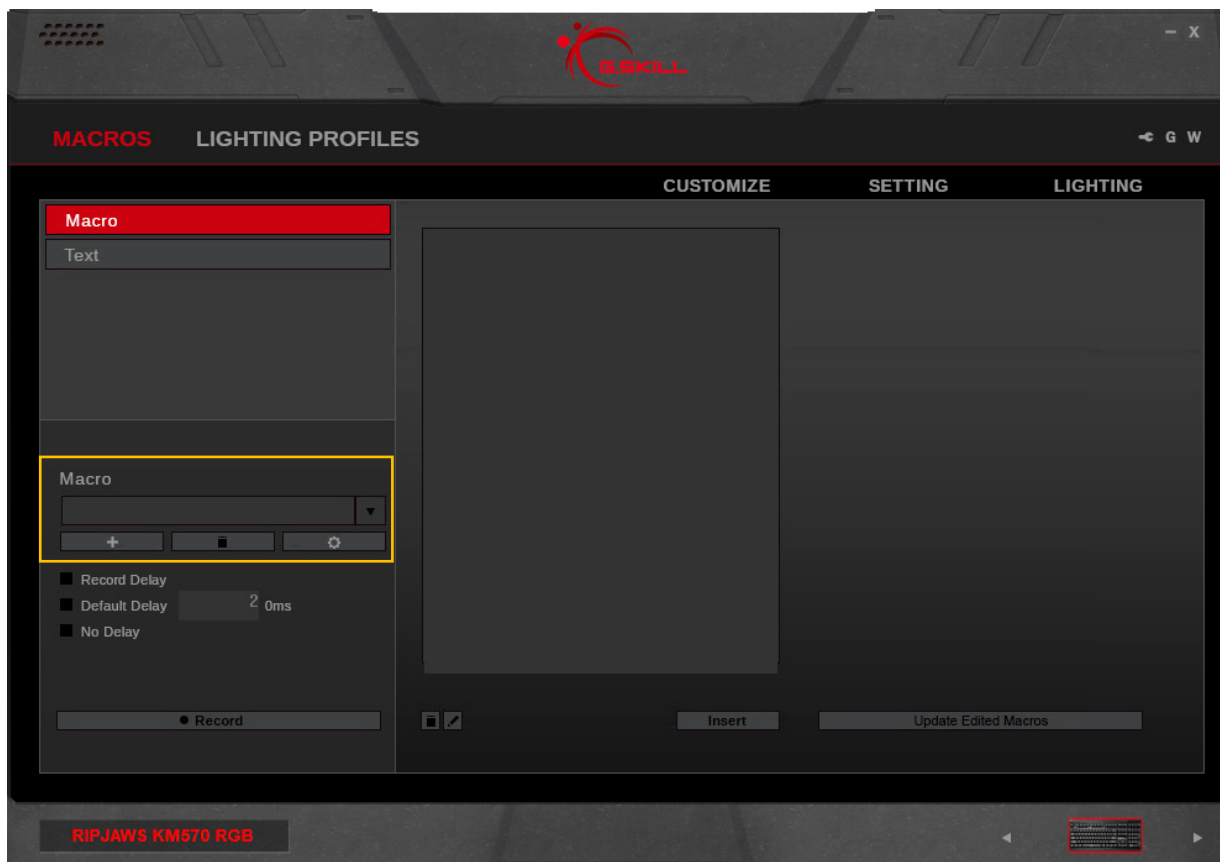 G.SKILL
– X
MACROS LIGHTING PROFILES
G W
CUSTOMIZE SETTING LIGHTING
Macro
Text
Macro
Record Delay
Default Delay 2 0ms
No Delay
Record
Insert
Update Edited Macros
RIPJAWS KM570 RGB